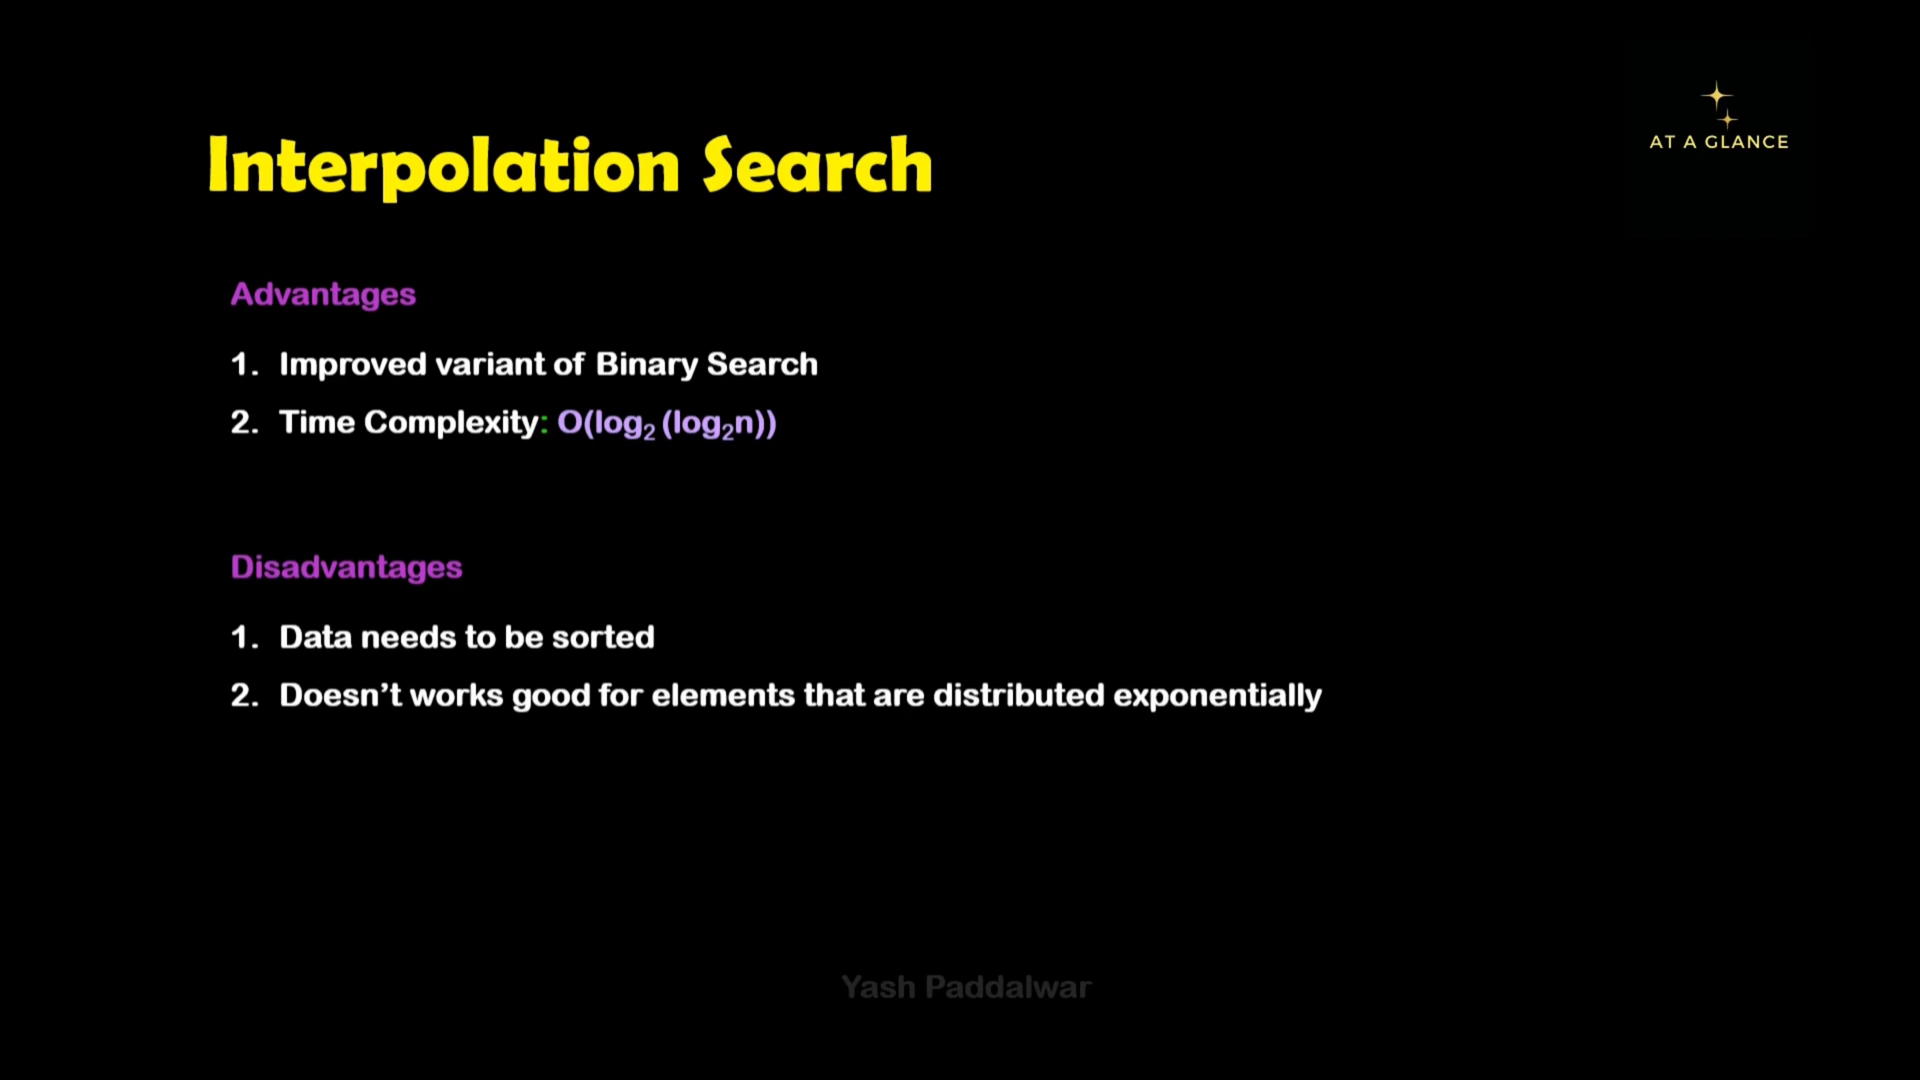 AT A GLANCE
Interpolation Search
Advantages
1. Improved variant of Binary Search
2. Time Complexity: O(log₂ (log₂n))
Disadvantages
1. Data needs to be sorted
2. Doesn’t works good for elements that are distributed exponentially
Yash Paddalwar